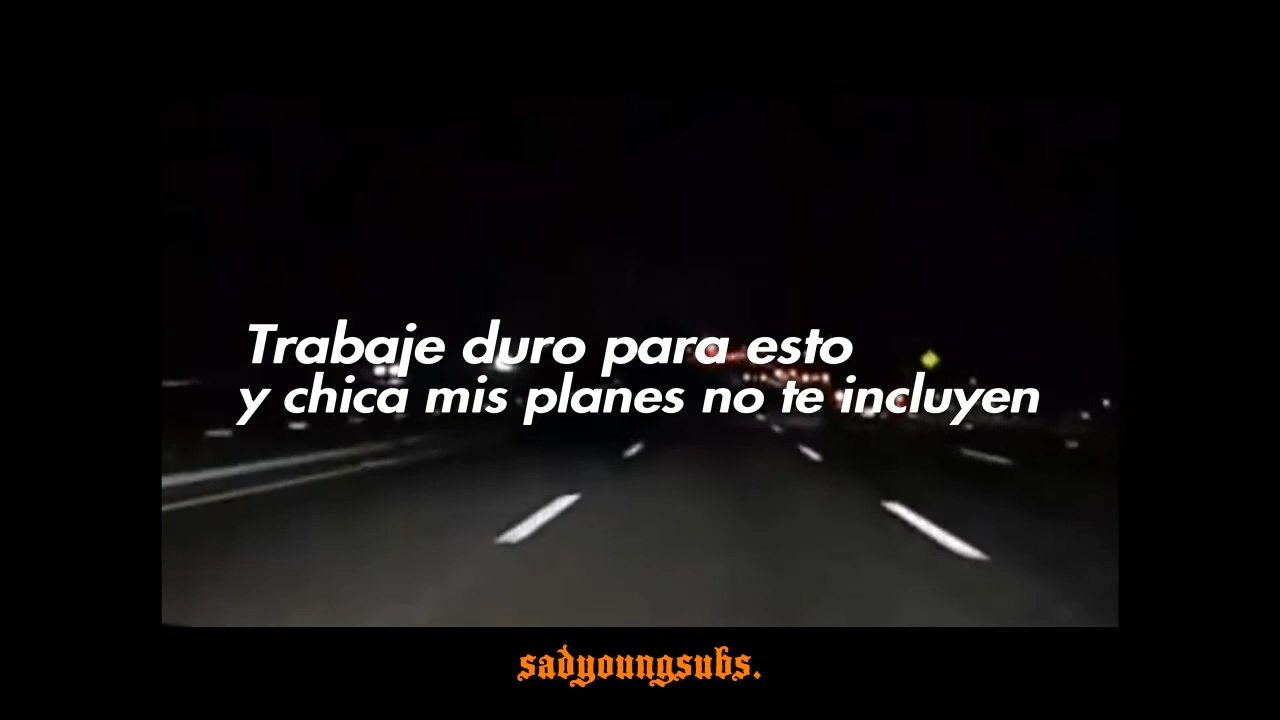 Trabaje duro para esto
y chica mis planes no te incluyen
sadyoungsubs.